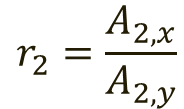 r₂ = A₂,ₓ / A₂,ᵧ